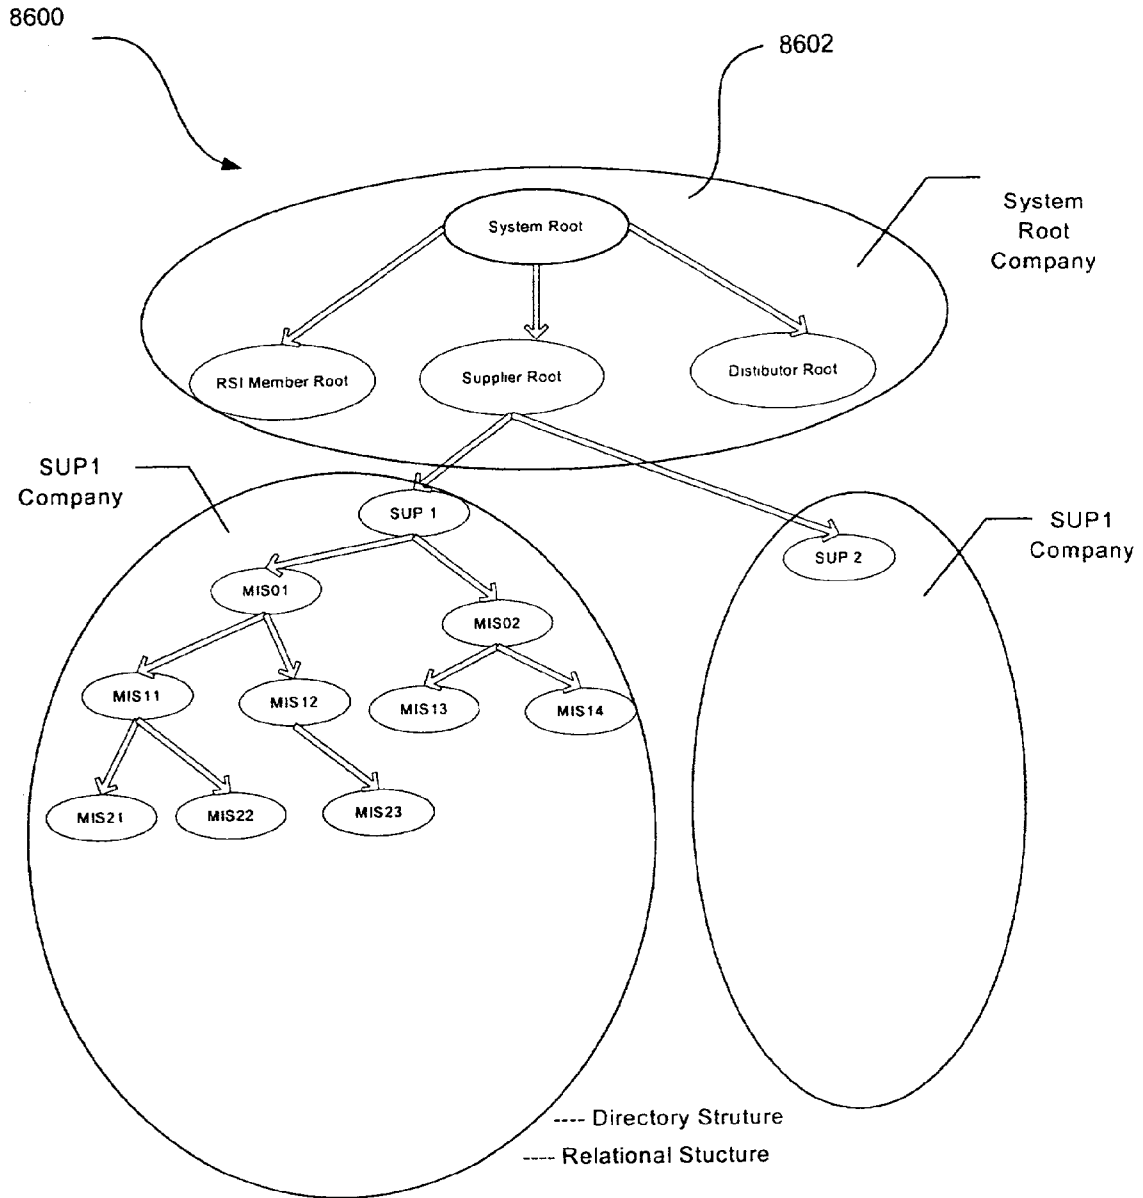 8600
8602
System Root
System
Root
Company
RSI Member Root
Supplier Root
Distibutor Root
SUP1
Company
SUP 1
SUP1
Company
SUP 2
MIS01
MIS02
MIS11
MIS12
MIS13
MIS14
MIS21
MIS22
MIS23
---- Directory Struture
---- Relational Stucture